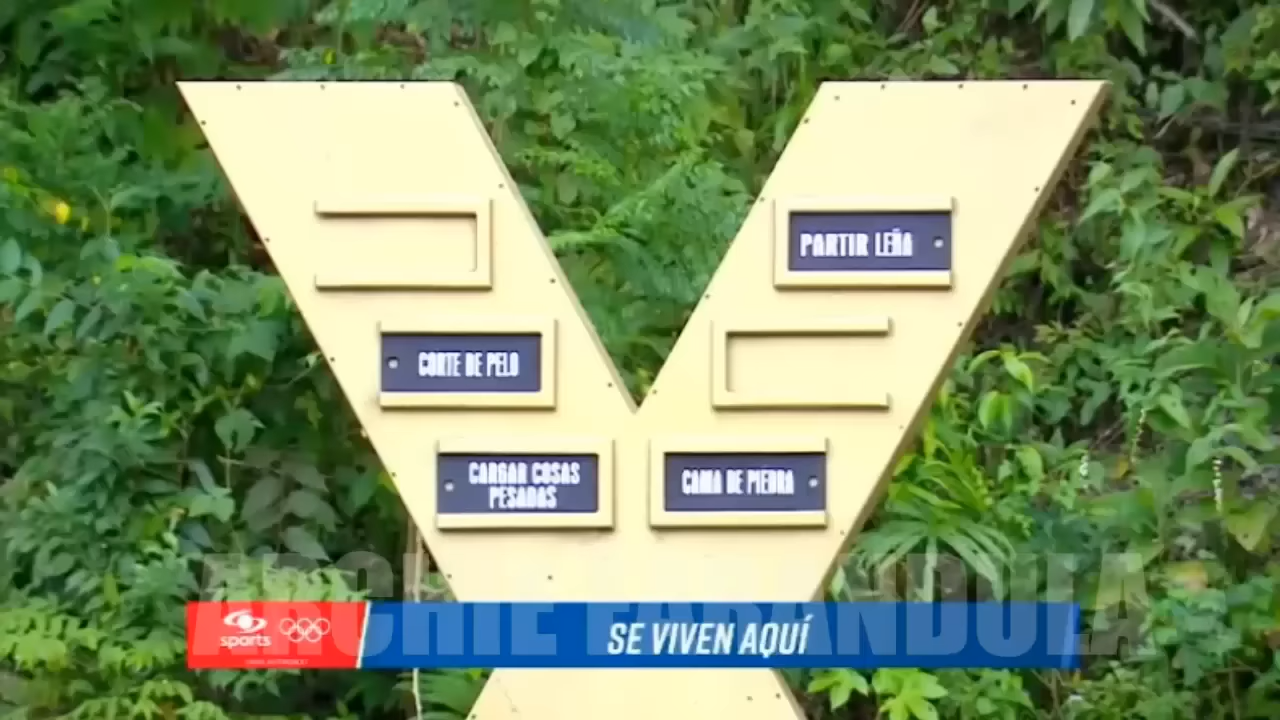 PARTIR LEÑA
CORTE DE PELO
CARGAR COSAS
PESADAS
CAMA DE PIEDRA
ARCHIE FARANDULA
sports
SE VIVEN AQUÍ